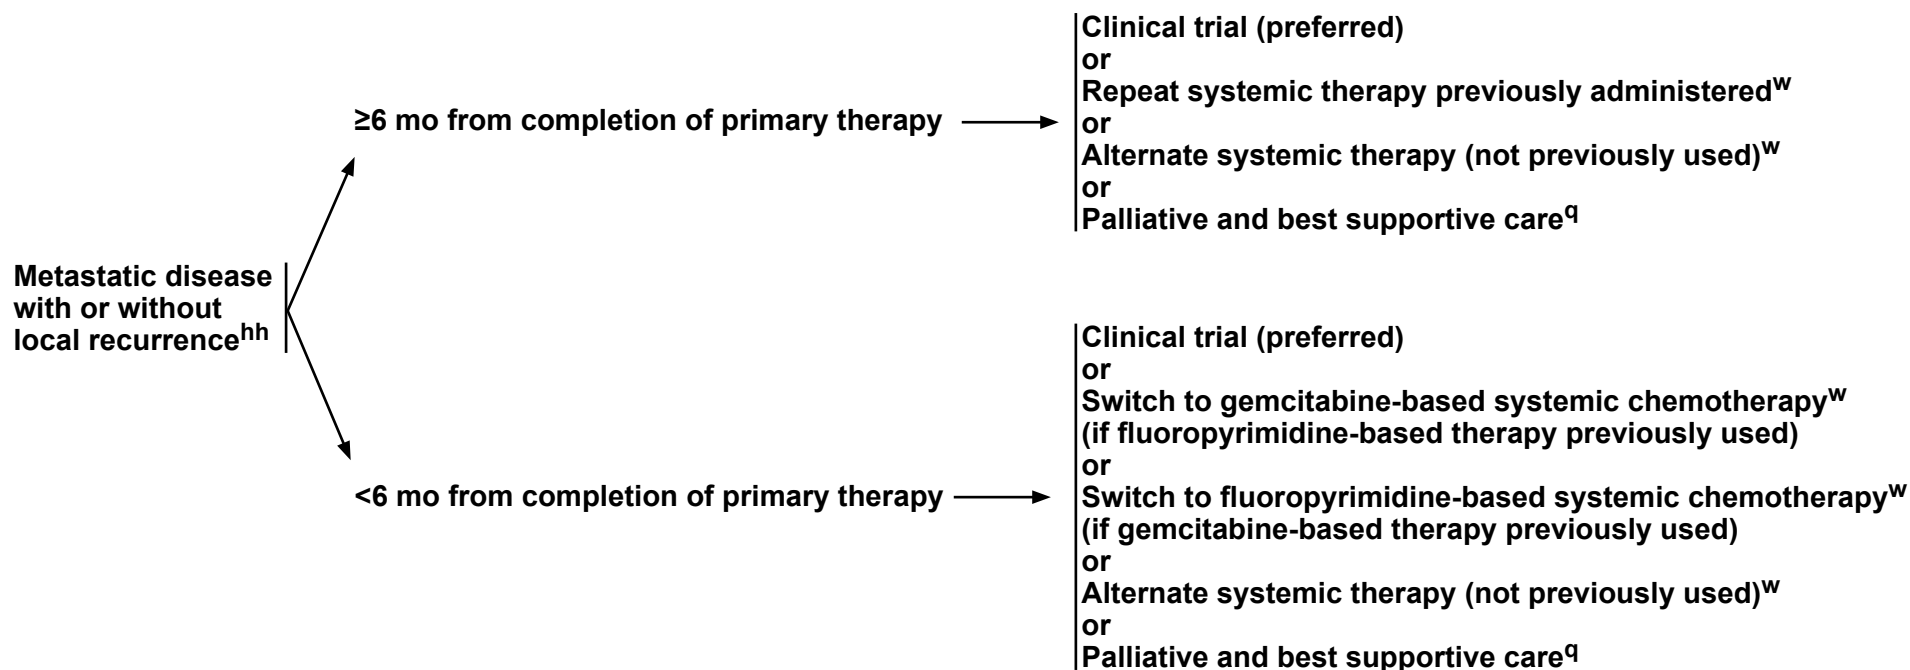 Metastatic disease
with or without
local recurrence^hh
≥6 mo from completion of primary therapy
Clinical trial (preferred)
or
Repeat systemic therapy previously administered^w
or
Alternate systemic therapy (not previously used)^w
or
Palliative and best supportive care^q
<6 mo from completion of primary therapy
Clinical trial (preferred)
or
Switch to gemcitabine-based systemic chemotherapy^w
(if fluoropyrimidine-based therapy previously used)
or
Switch to fluoropyrimidine-based systemic chemotherapy^w
(if gemcitabine-based therapy previously used)
or
Alternate systemic therapy (not previously used)^w
or
Palliative and best supportive care^q